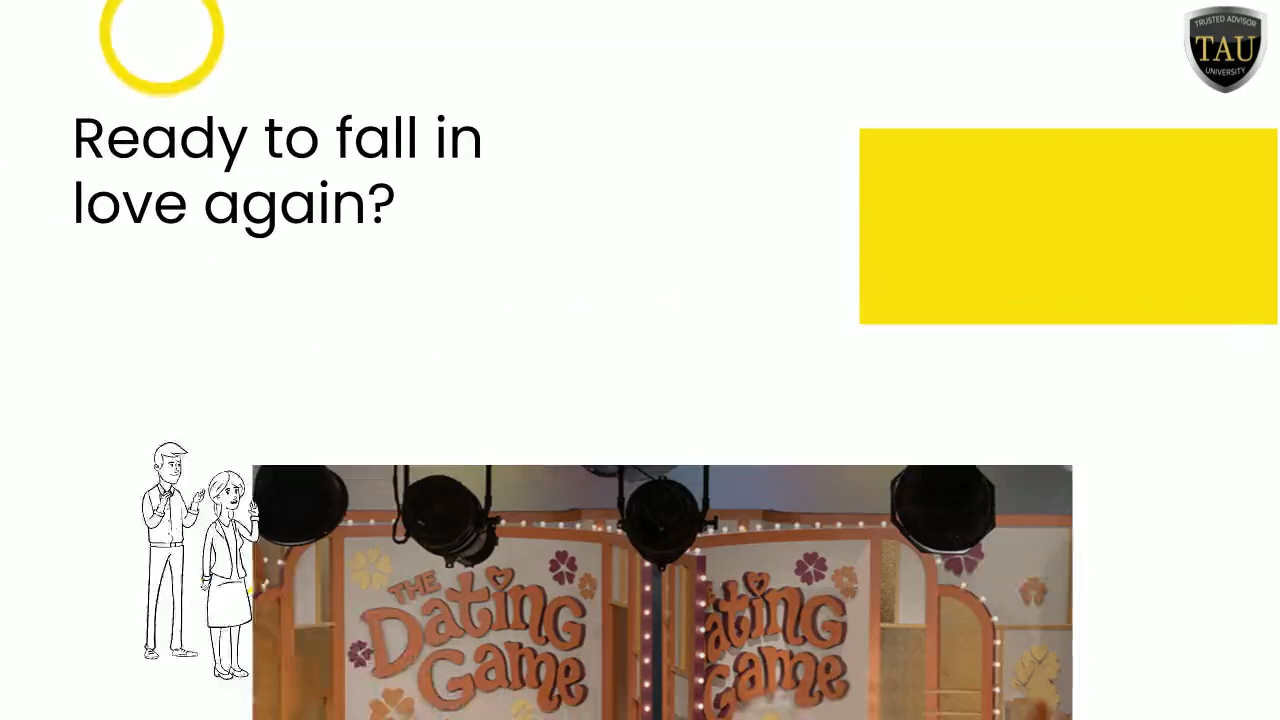 TRUSTED ADVISOR
TAU
UNIVERSITY
Ready to fall in
love again?
THE
Dating
Game
ating
Game